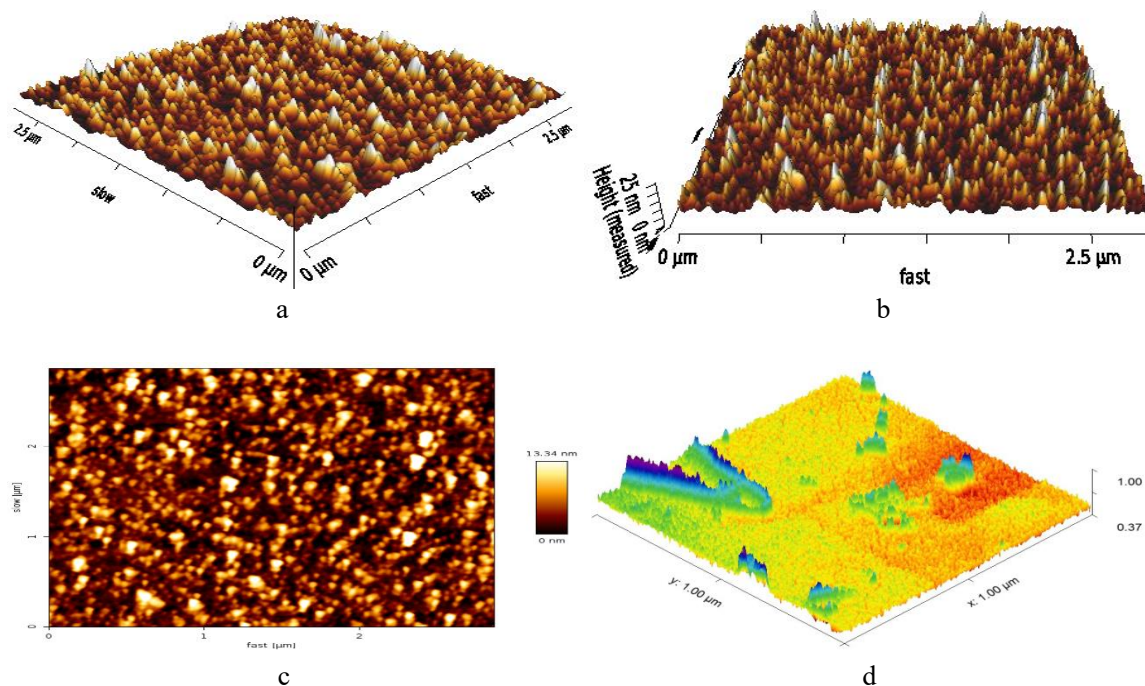 2.5 µm
slow
0 µm
0 µm
fast
2.5 µm
a
25 nm
0 nm
Height (measured)
0 µm
2.5 µm
fast
b
2
1
0
slow [µm]
0
1
2
fast [µm]
13.34 nm
0 nm
c
1.00
0.37
y: 1.00 µm
x: 1.00 µm
d